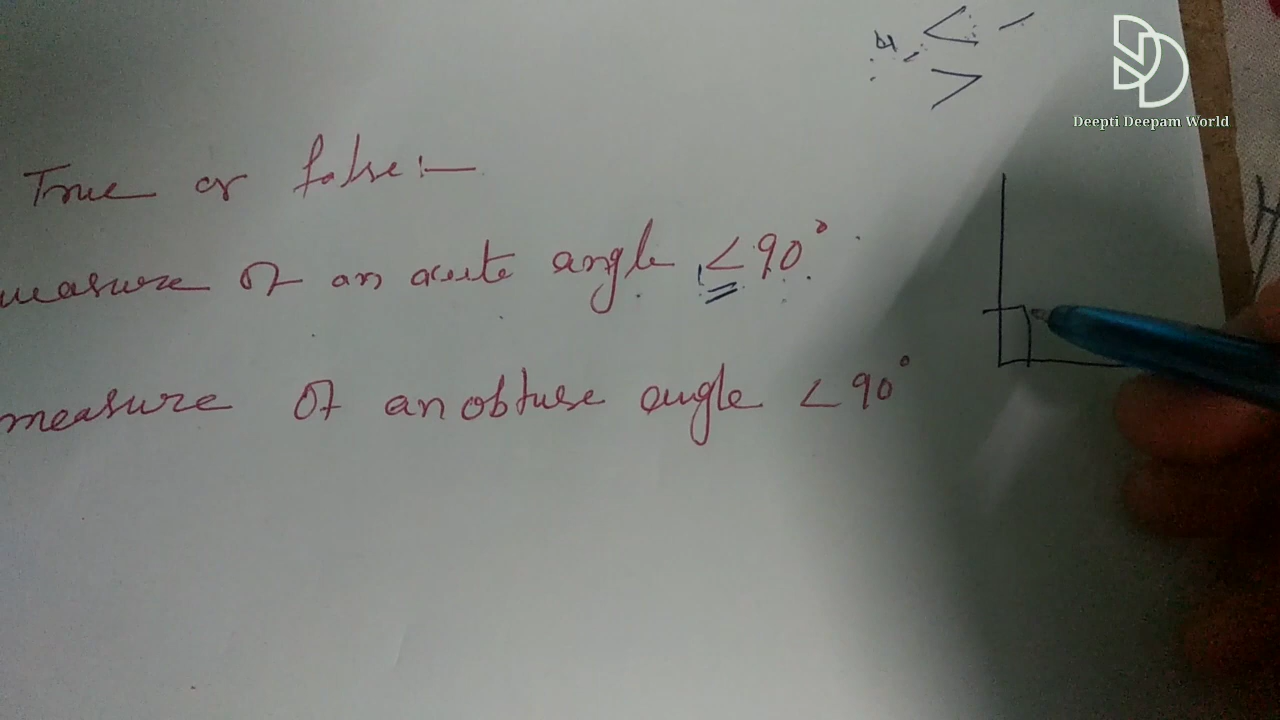 True or false :-
measure of an acute angle < 90°
measure of an obtuse angle < 90°
< 
>
Deepti Deepam World